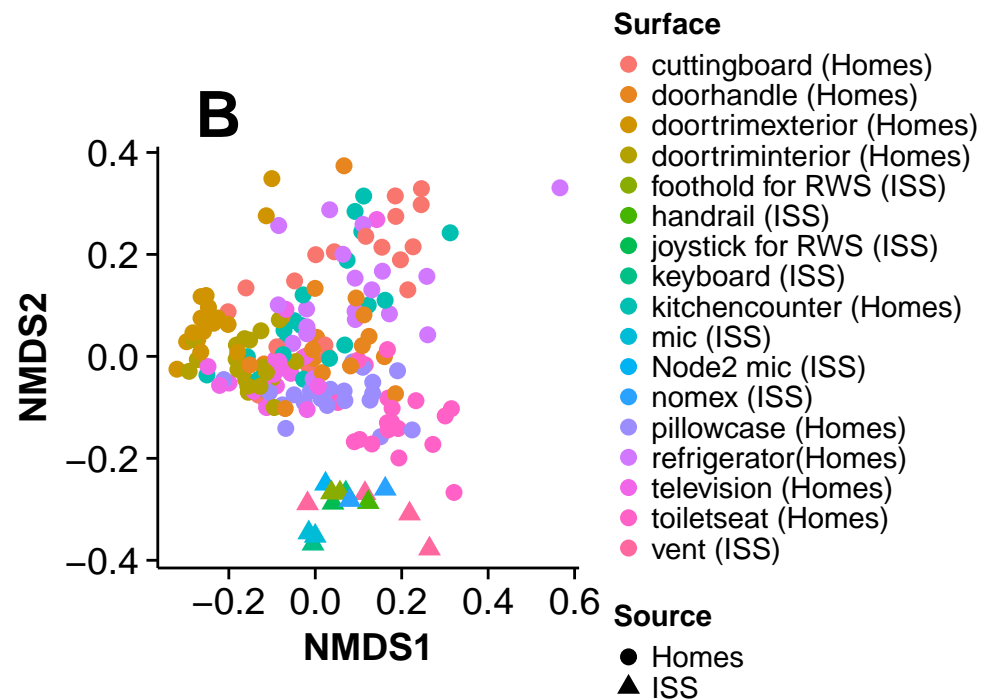 B
NMDS2
0.4
0.2
0.0
−0.2
−0.4
−0.2 0.0 0.2 0.4 0.6
NMDS1
Surface
cuttingboard (Homes)
doorhandle (Homes)
doortrimexterior (Homes)
doortriminterior (Homes)
foothold for RWS (ISS)
handrail (ISS)
joystick for RWS (ISS)
keyboard (ISS)
kitchencounter (Homes)
mic (ISS)
Node2 mic (ISS)
nomex (ISS)
pillowcase (Homes)
refrigerator(Homes)
television (Homes)
toiletseat (Homes)
vent (ISS)
Source
Homes
ISS